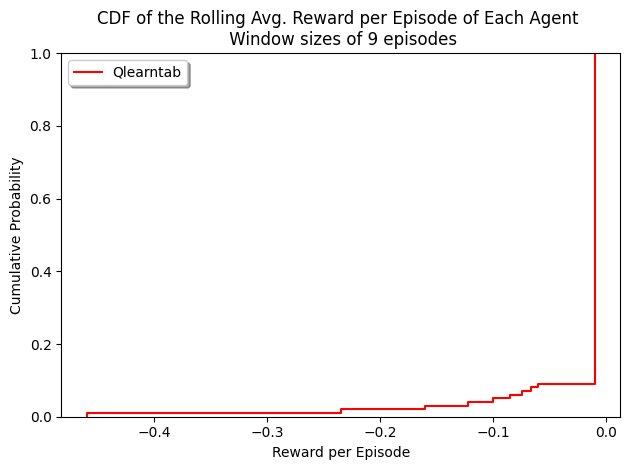 CDF of the Rolling Avg. Reward per Episode of Each Agent
Window sizes of 9 episodes
Qlearntab
Cumulative Probability
1.0
0.8
0.6
0.4
0.2
0.0
−0.4
−0.3
−0.2
−0.1
0.0
Reward per Episode